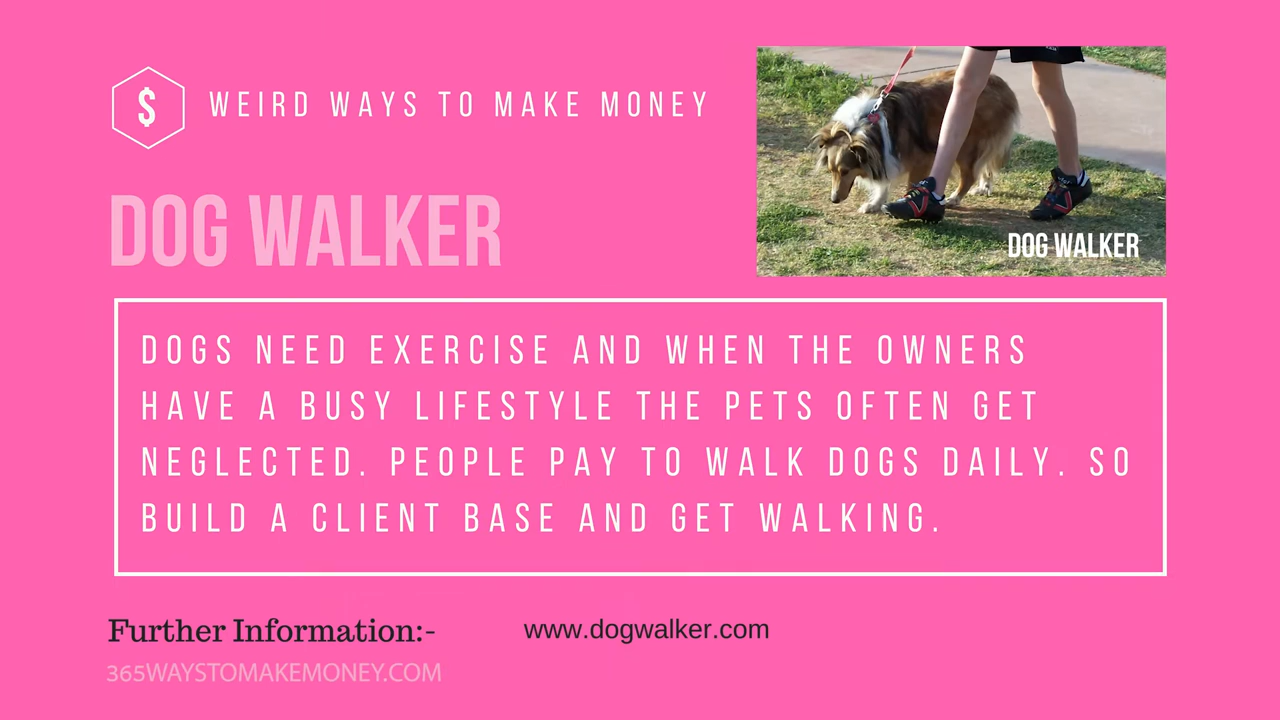 $
WEIRD WAYS TO MAKE MONEY
DOG WALKER
DOG WALKER
DOGS NEED EXERCISE AND WHEN THE OWNERS
HAVE A BUSY LIFESTYLE THE PETS OFTEN GET
NEGLECTED. PEOPLE PAY TO WALK DOGS DAILY. SO
BUILD A CLIENT BASE AND GET WALKING.
Further Information:-
www.dogwalker.com
365WAYSTOMAKEMONEY.COM